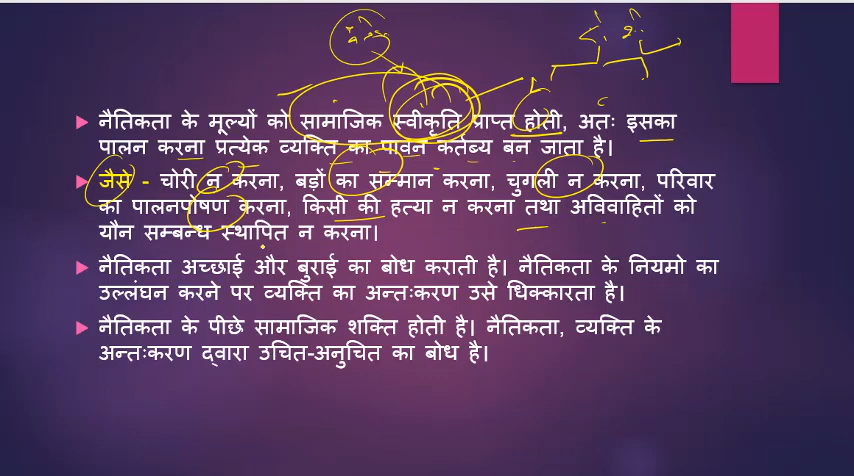 नैतिकता के मूल्यों को सामाजिक स्वीकृति प्राप्त होती, अतः इसका
पालन करना प्रत्येक व्यक्ति का पावन कर्तब्य बन जाता है।
जैसे - चोरी न करना, बड़ों का सम्मान करना, चुगली न करना, परिवार
का पालनपोषण करना, किसी की हत्या न करना तथा अविवाहितों को
यौन सम्बन्ध स्थापित न करना।
नैतिकता अच्छाई और बुराई का बोध कराती है। नैतिकता के नियमो का
उल्लंघन करने पर व्यक्ति का अन्तःकरण उसे धिक्कारता है।
नैतिकता के पीछे सामाजिक शक्ति होती है। नैतिकता, व्यक्ति के
अन्तःकरण द्वारा उचित-अनुचित का बोध है।